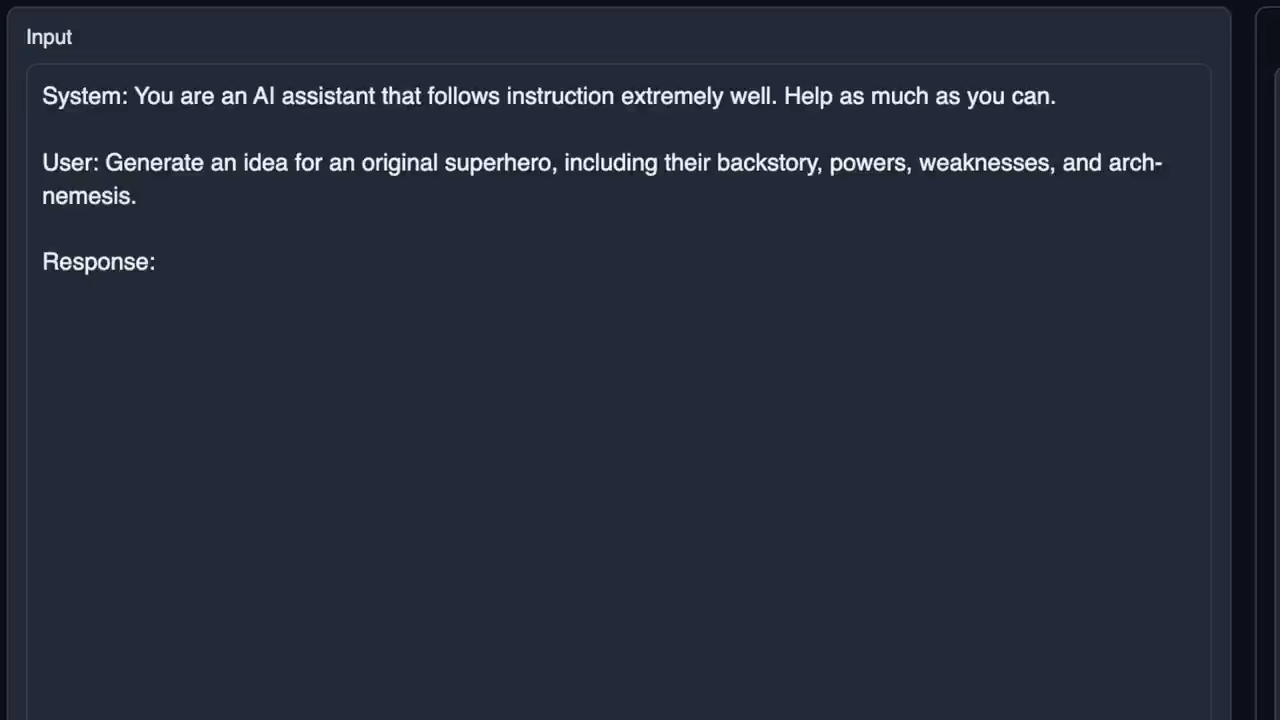 Input
System: You are an AI assistant that follows instruction extremely well. Help as much as you can.
User: Generate an idea for an original superhero, including their backstory, powers, weaknesses, and arch-
nemesis.
Response: